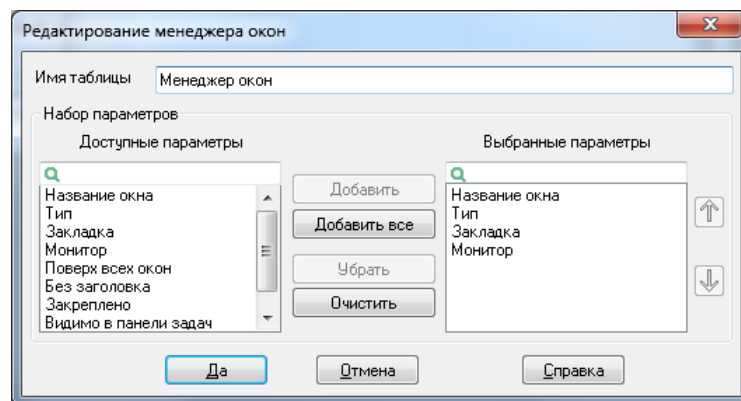 Редактирование менеджера окон
Имя таблицы Менеджер окон
Набор параметров
Доступные параметры
Название окна
Тип
Закладка
Монитор
Поверх всех окон
Без заголовка
Закреплено
Видимо в панели задач
Добавить
Добавить все
Убрать
Очистить
Выбранные параметры
Название окна
Тип
Закладка
Монитор
Да Отмена Справка